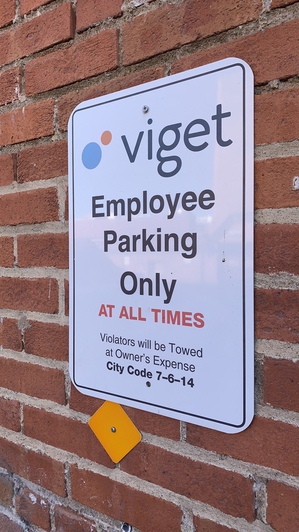 viget
Employee
Parking
Only
AT ALL TIMES
Violators will be Towed
at Owner's Expense
City Code 7-6-14